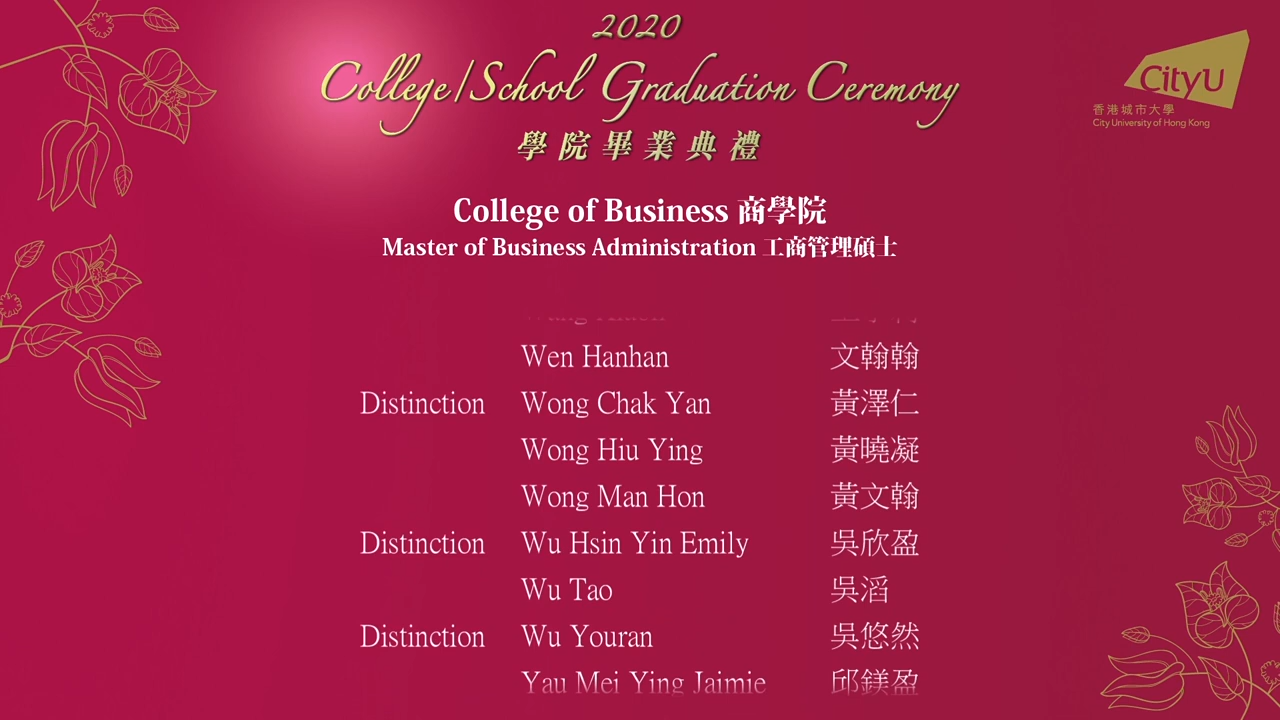 2020
College/School Graduation Ceremony
學院畢業典禮
CityU
香港城市大學
City University of Hong Kong
College of Business 商學院
Master of Business Administration 工商管理碩士
Wen Hanhan 文翰翰
Distinction Wong Chak Yan 黃澤仁
Wong Hiu Ying 黃曉凝
Wong Man Hon 黃文翰
Distinction Wu Hsin Yin Emily 吳欣盈
Wu Tao 吳滔
Distinction Wu Youran 吳悠然
Yau Mei Ying Jaimie 邱鎂盈